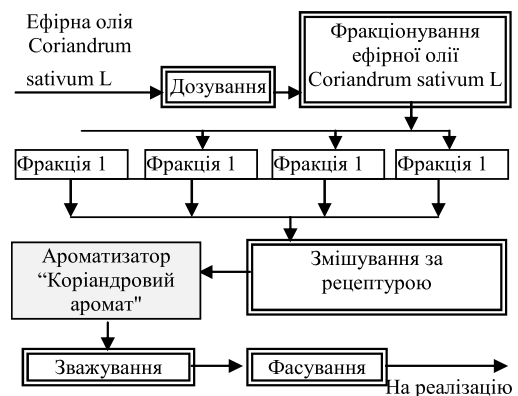 Ефірна олія
Coriandrum
sativum L
Дозування
Фракціонування
ефірної олії
Coriandrum sativum L
Фракція 1
Фракція 1
Фракція 1
Фракція 1
Ароматизатор
“Коріандровий
аромат"
Змішування за
рецептурою
Зважування
Фасування
На реалізацію